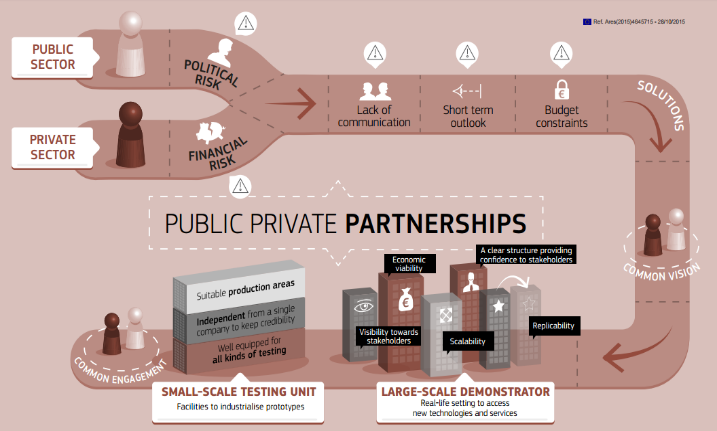 Ref. Ares(2015)4645715 - 28/10/2015
PUBLIC
SECTOR
POLITICAL
RISK
PRIVATE
SECTOR
FINANCIAL
RISK
Lack of
communication
Short term
outlook
€
Budget
constraints
SOLUTIONS
COMMON VISION
PUBLIC PRIVATE PARTNERSHIPS
Suitable production areas
Independent from a single
company to keep credibility
Well equipped for
all kinds of testing
Economic
viability
A clear structure providing
confidence to stakeholders
€
Visibility towards
stakeholders
Scalability
Replicability
COMMON ENGAGEMENT
SMALL-SCALE TESTING UNIT
Facilities to industrialise prototypes
LARGE-SCALE DEMONSTRATOR
Real-life setting to access
new technologies and services